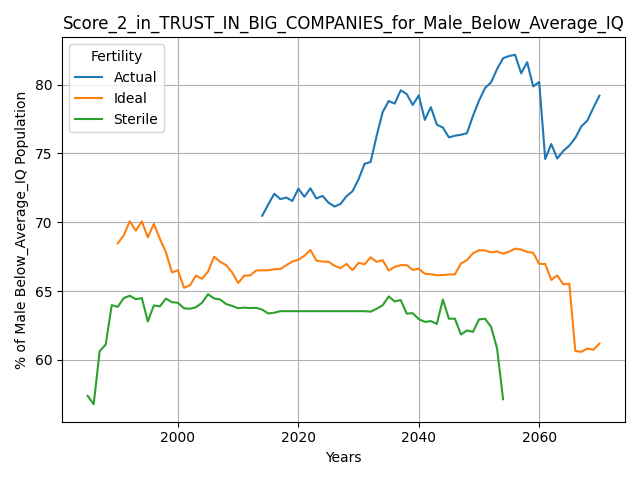 Score_2_in_TRUST_IN_BIG_COMPANIES_for_Male_Below_Average_IQ
Fertility
Actual
Ideal
Sterile
% of Male Below_Average_IQ Population
80
75
70
65
60
2000
2020
2040
2060
Years